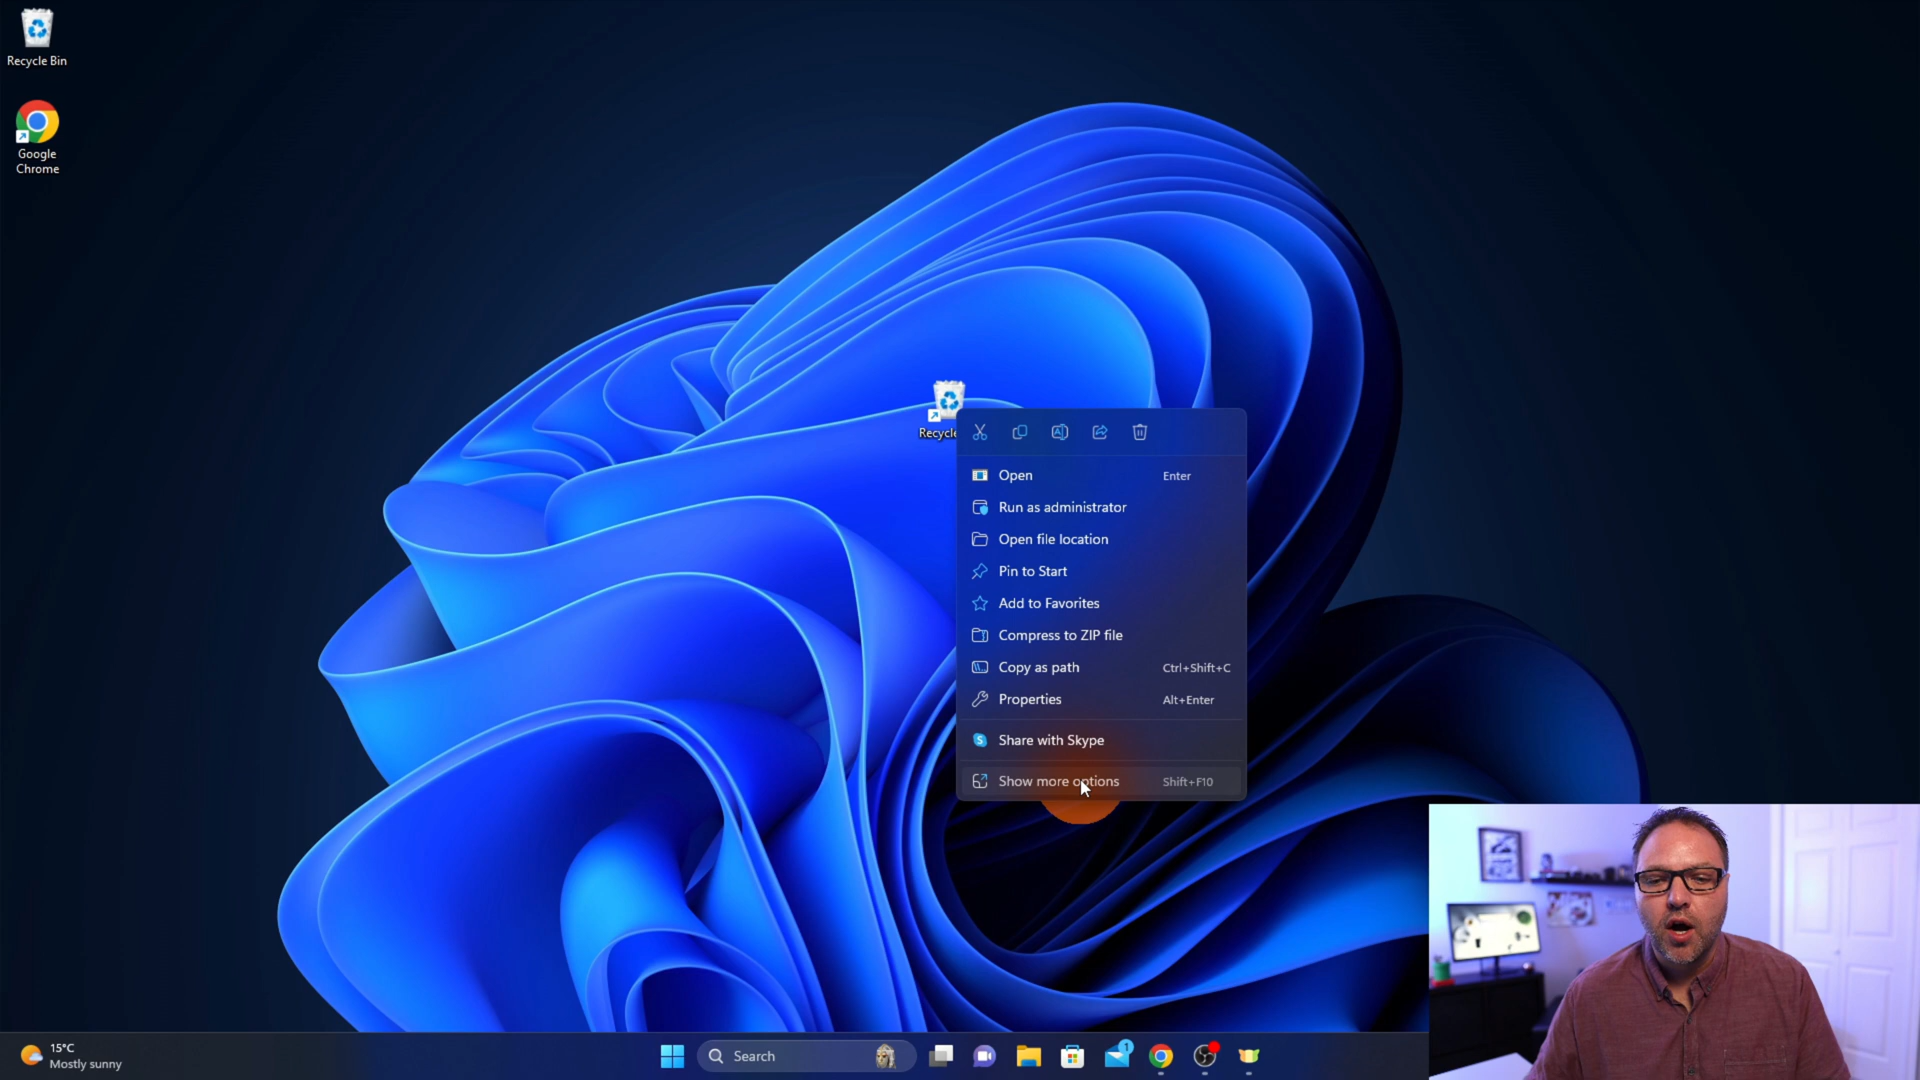 Recycle Bin
Google
Chrome
Recycle
Open Enter
Run as administrator
Open file location
Pin to Start
Add to Favorites
Compress to ZIP file
Copy as path Ctrl+Shift+C
Properties Alt+Enter
Share with Skype
Show more options Shift+F10
15°C
Mostly sunny
Search
1